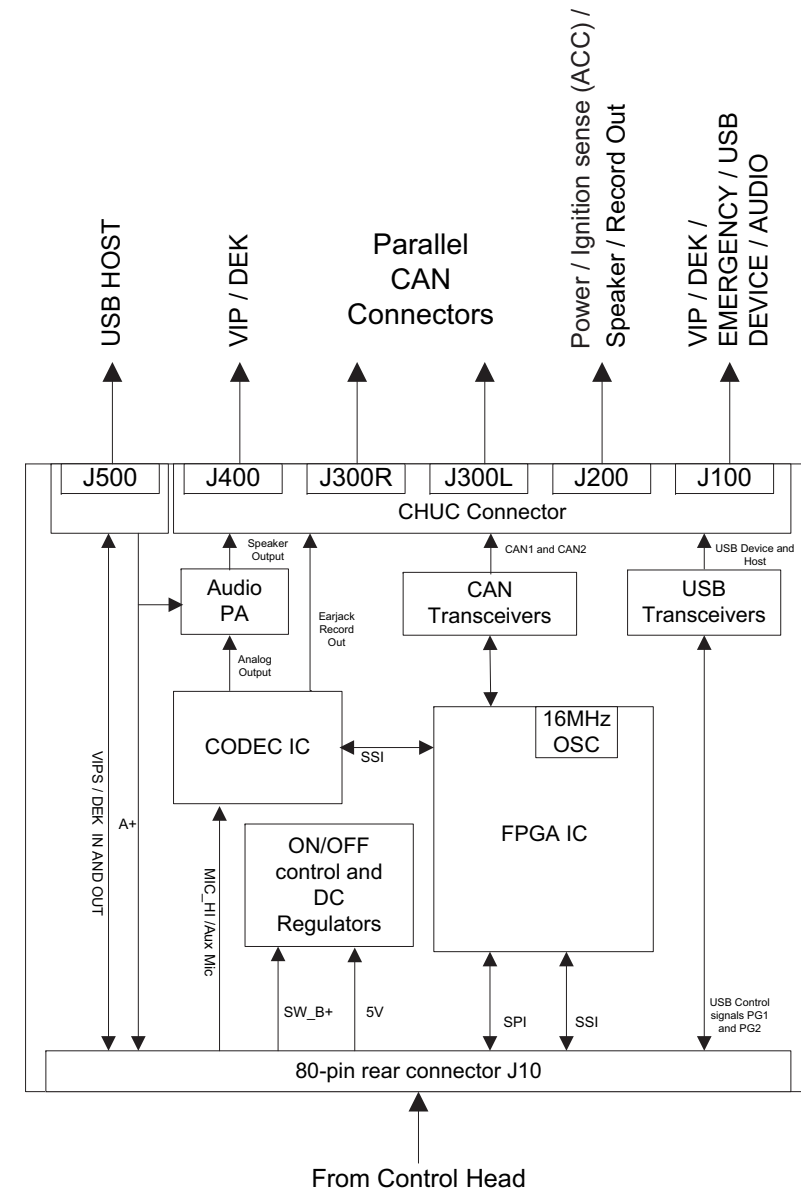 USB HOST
VIP / DEK
Parallel
CAN
Connectors
Power / Ignition sense (ACC) /
Speaker / Record Out
VIP / DEK /
EMERGENCY / USB
DEVICE / AUDIO
J500
J400
J300R
J300L
J200
J100
CHUC Connector
Speaker
Output
CAN1 and CAN2
USB Device and
Host
Audio
PA
Earjack
Record
Out
CAN
Transceivers
USB
Transceivers
Analog
Output
CODEC IC
SSI
16MHz
OSC
FPGA IC
VIPS / DEK IN AND OUT
A+
MIC_HI /Aux Mic
ON/OFF
control and
DC
Regulators
SW_B+
5V
SPI
SSI
USB Control
signals PG1
and PG2
80-pin rear connector J10
From Control Head